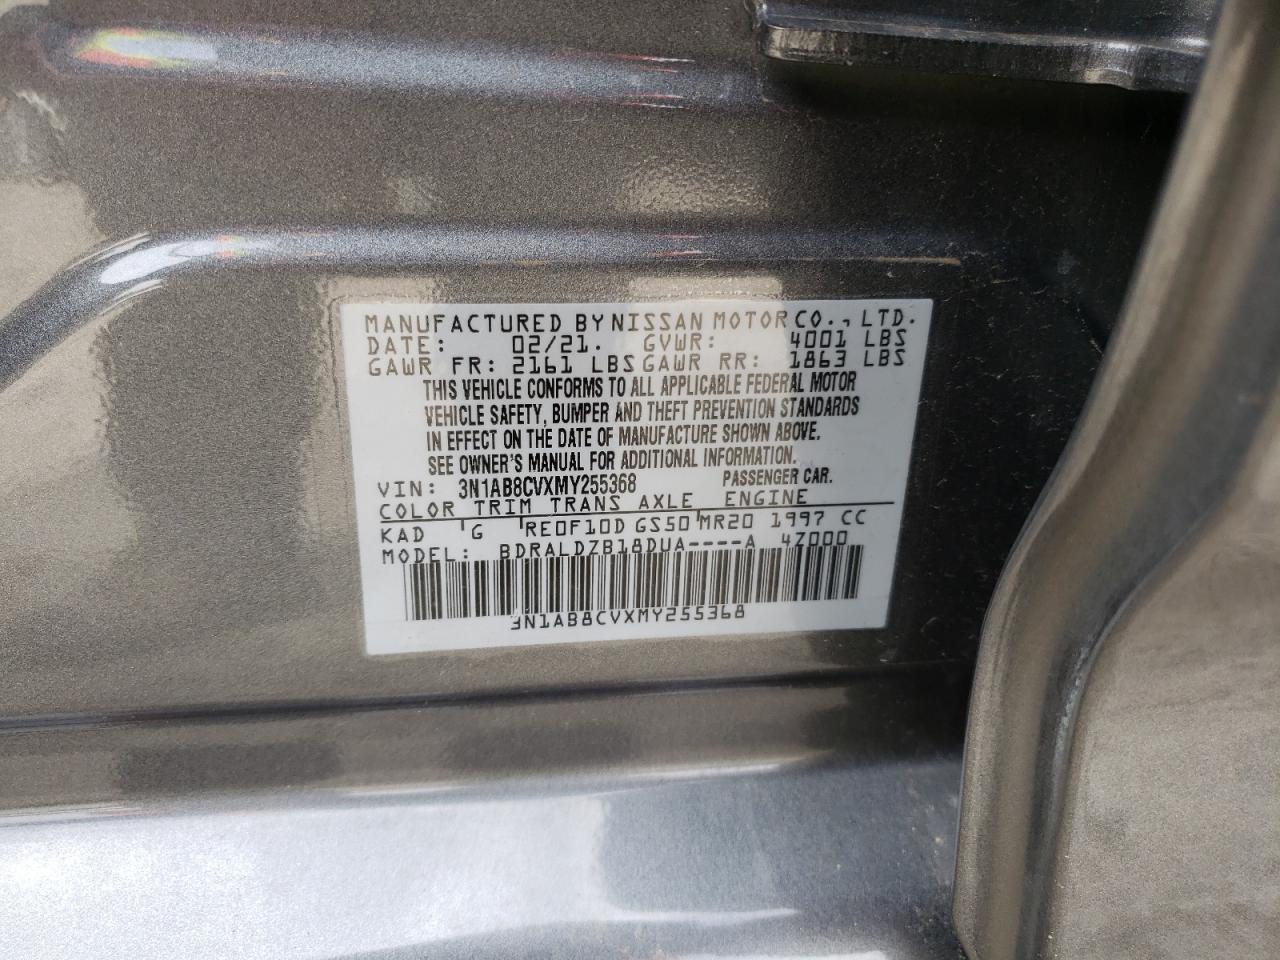 MANUFACTURED BY NISSAN MOTOR CO., LTD.
DATE: 02/21. GVWR: 4001 LBS
GAWR FR: 2161 LBS GAWR RR: 1863 LBS
THIS VEHICLE CONFORMS TO ALL APPLICABLE FEDERAL MOTOR
VEHICLE SAFETY, BUMPER AND THEFT PREVENTION STANDARDS
IN EFFECT ON THE DATE OF MANUFACTURE SHOWN ABOVE.
SEE OWNER'S MANUAL FOR ADDITIONAL INFORMATION.
VIN: 3N1AB8CVXMY255368 PASSENGER CAR.
COLOR TRIM TRANS AXLE ENGINE
KAD G RE0F10D GS50 MR20 1997 CC
MODEL: BDRALDZB18DUA----A 4Z000
3N1AB8CVXMY255368